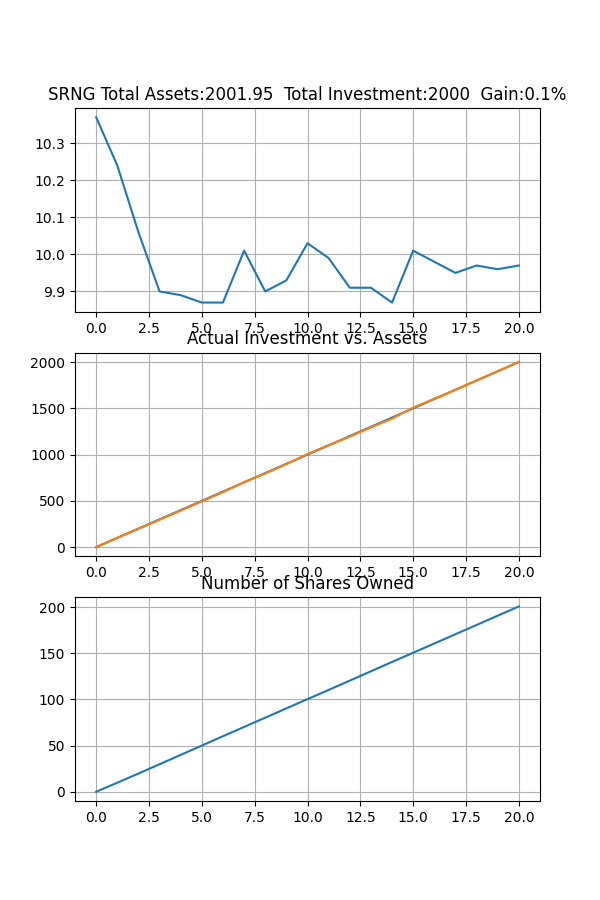 SRNG Total Assets:2001.95  Total Investment:2000  Gain:0.1%
10.3
10.2
10.1
10.0
9.9
0.0 2.5 5.0 7.5 10.0 12.5 15.0 17.5 20.0
Actual Investment vs. Assets
2000
1500
1000
500
0
0.0 2.5 5.0 7.5 10.0 12.5 15.0 17.5 20.0
Number of Shares Owned
200
150
100
50
0
0.0 2.5 5.0 7.5 10.0 12.5 15.0 17.5 20.0